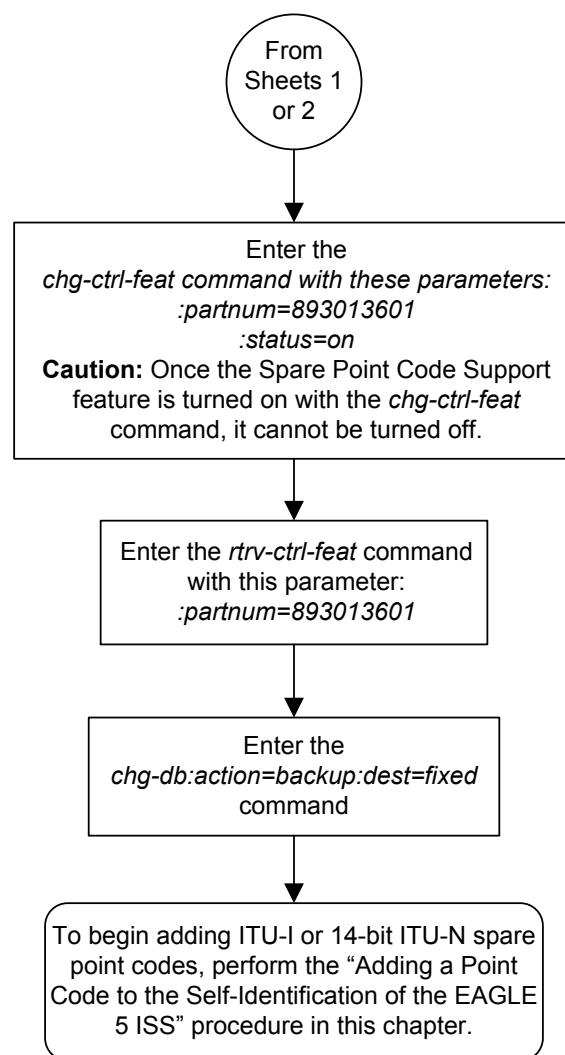 From
Sheets 1
or 2
Enter the
chg-ctrl-feat command with these parameters:
:partnum=893013601
:status=on
Caution: Once the Spare Point Code Support
feature is turned on with the chg-ctrl-feat
command, it cannot be turned off.
Enter the rtrv-ctrl-feat command
with this parameter:
:partnum=893013601
Enter the
chg-db:action=backup:dest=fixed
command
To begin adding ITU-I or 14-bit ITU-N spare
point codes, perform the “Adding a Point
Code to the Self-Identification of the EAGLE
5 ISS” procedure in this chapter.